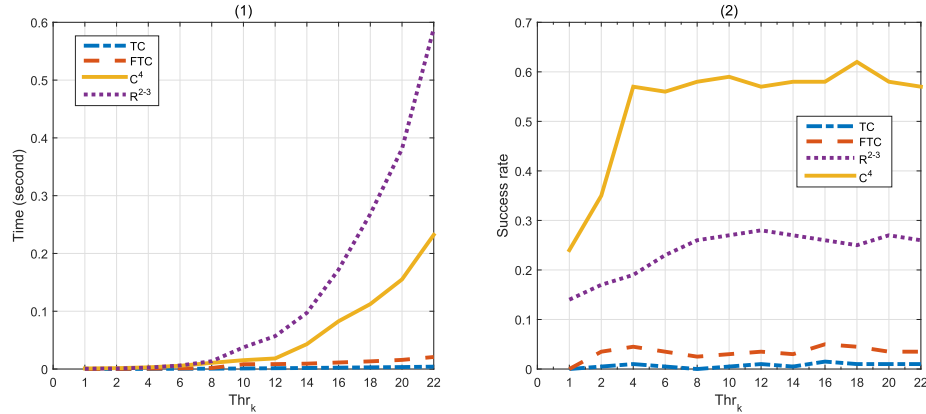 (1)
0.6
0.5
0.4
0.3
0.2
0.1
0
Time (second)
TC
FTC
C⁴
R²⁻³
0 1 2 4 6 8 10 12 14 16 18 20 22
Thrₖ
(2)
0.7
0.6
0.5
0.4
0.3
0.2
0.1
0
Success rate
TC
FTC
R²⁻³
C⁴
0 1 2 4 6 8 10 12 14 16 18 20 22
Thrₖ